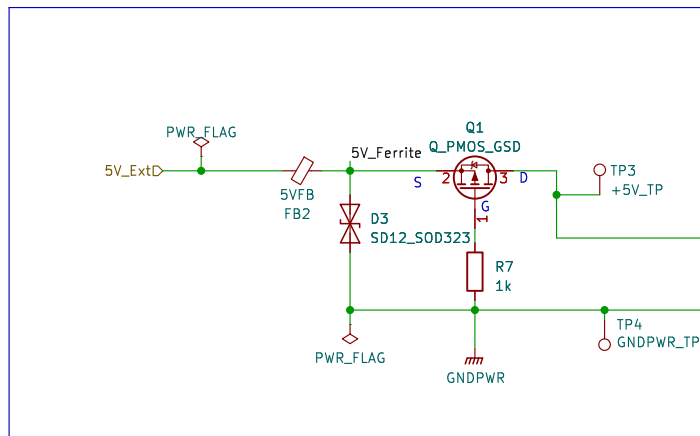 Q1
PWR_FLAG
Q_PMOS_GSD
5V_Ferrite
5V_Ext
2
3
TP3
S
D
+5V_TP
5VFB
FB2
G
1
D3
SD12_SOD323
R7
1k
TP4
GNDPWR_TP
PWR_FLAG
GNDPWR